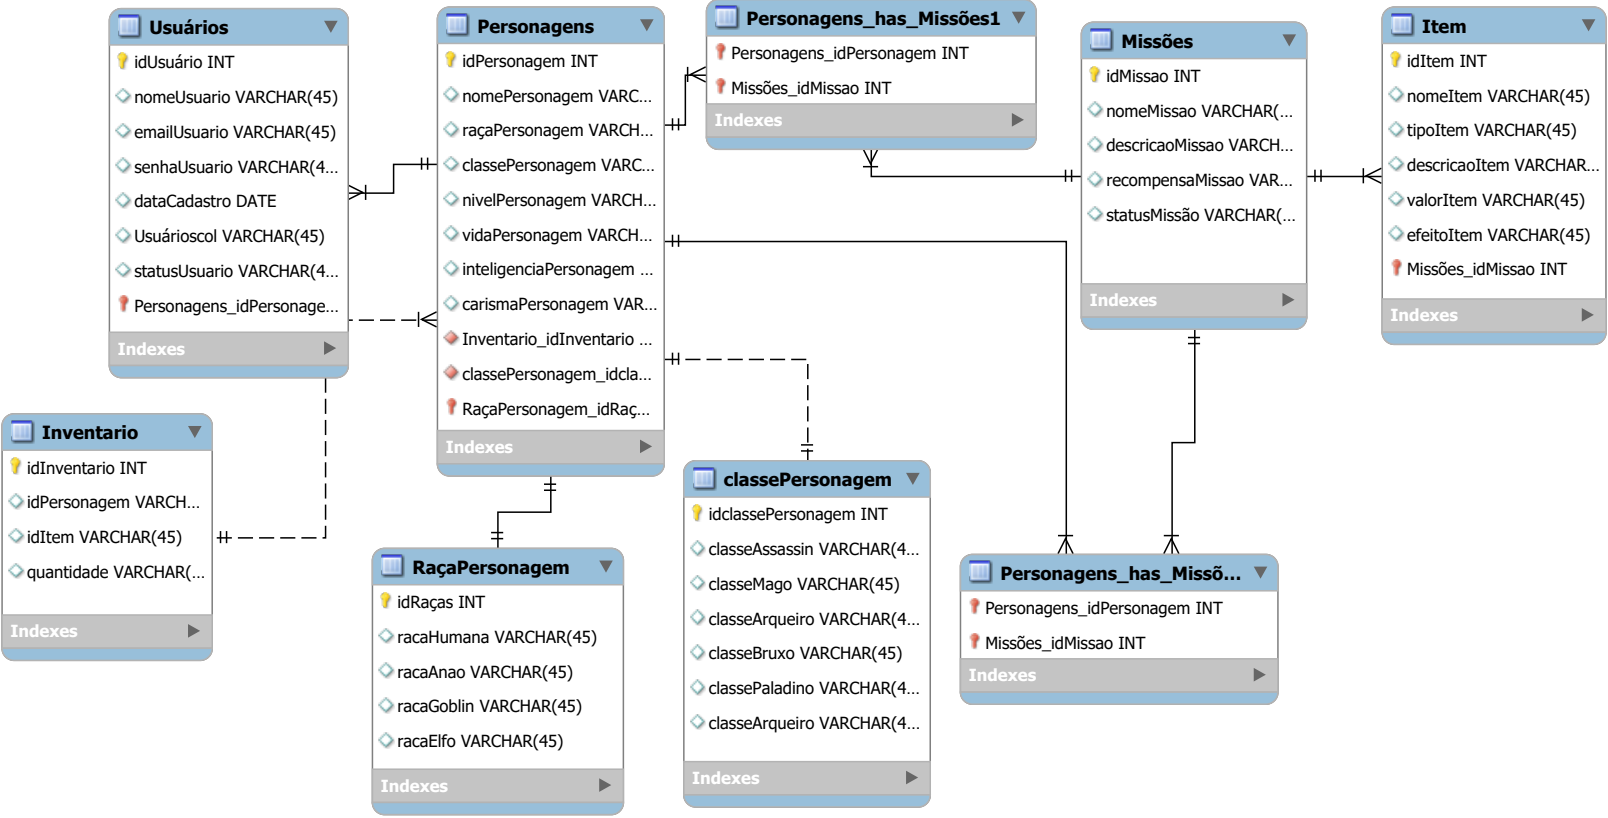 Usuários
idUsuário INT
nomeUsuario VARCHAR(45)
emailUsuario VARCHAR(45)
senhaUsuario VARCHAR(4...
dataCadastro DATE
Usuárioscol VARCHAR(45)
statusUsuario VARCHAR(4...
Personagens_idPersonage...
Indexes
Personagens
idPersonagem INT
nomePersonagem VARC...
raçaPersonagem VARCH...
classePersonagem VARC...
nivelPersonagem VARCH...
vidaPersonagem VARCH...
inteligenciaPersonagem ...
carismaPersonagem VAR...
Inventario_idInventario ...
classePersonagem_idcla...
RaçaPersonagem_idRaç...
Indexes
Personagens_has_Missões1
Personagens_idPersonagem INT
Missões_idMissao INT
Indexes
Missões
idMissao INT
nomeMissao VARCHAR(...
descricaoMissao VARCH...
recompensaMissao VAR...
statusMissão VARCHAR(...
Indexes
Item
idItem INT
nomeItem VARCHAR(45)
tipoItem VARCHAR(45)
descricaoItem VARCHAR...
valorItem VARCHAR(45)
efeitoItem VARCHAR(45)
Missões_idMissao INT
Indexes
Inventario
idInventario INT
idPersonagem VARCH...
idItem VARCHAR(45)
quantidade VARCHAR(...
Indexes
RaçaPersonagem
idRaças INT
racaHumana VARCHAR(45)
racaAnao VARCHAR(45)
racaGoblin VARCHAR(45)
racaElfo VARCHAR(45)
Indexes
classePersonagem
idclassePersonagem INT
classeAssassin VARCHAR(4...
classeMago VARCHAR(45)
classeArqueiro VARCHAR(4...
classeBruxo VARCHAR(45)
classePaladino VARCHAR(4...
classeArqueiro VARCHAR(4...
Indexes
Personagens_has_Missõ...
Personagens_idPersonagem INT
Missões_idMissao INT
Indexes